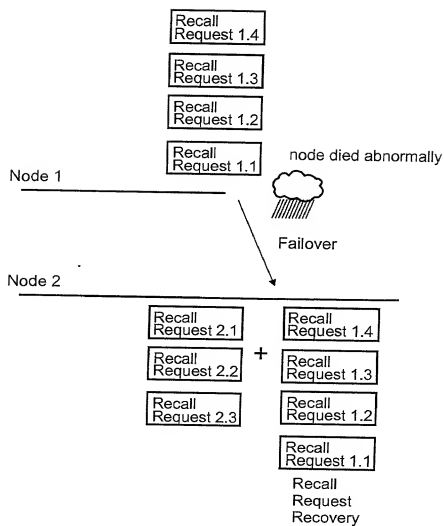 Recall
Request 1.4
Recall
Request 1.3
Recall
Request 1.2
Recall
Request 1.1
node died abnormally
Node 1
Failover
Node 2
Recall
Request 2.1
Recall
Request 2.2
Recall
Request 2.3
+
Recall
Request 1.4
Recall
Request 1.3
Recall
Request 1.2
Recall
Request 1.1
Recall
Request
Recovery